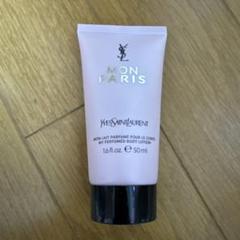 YSL
MON
PARIS
YVESSAINTLAURENT
MON LAIT PARFUMÉ POUR LE CORPS
MY PERFUMED BODY LOTION
1.6 fl.oz. ℮ 50 ml